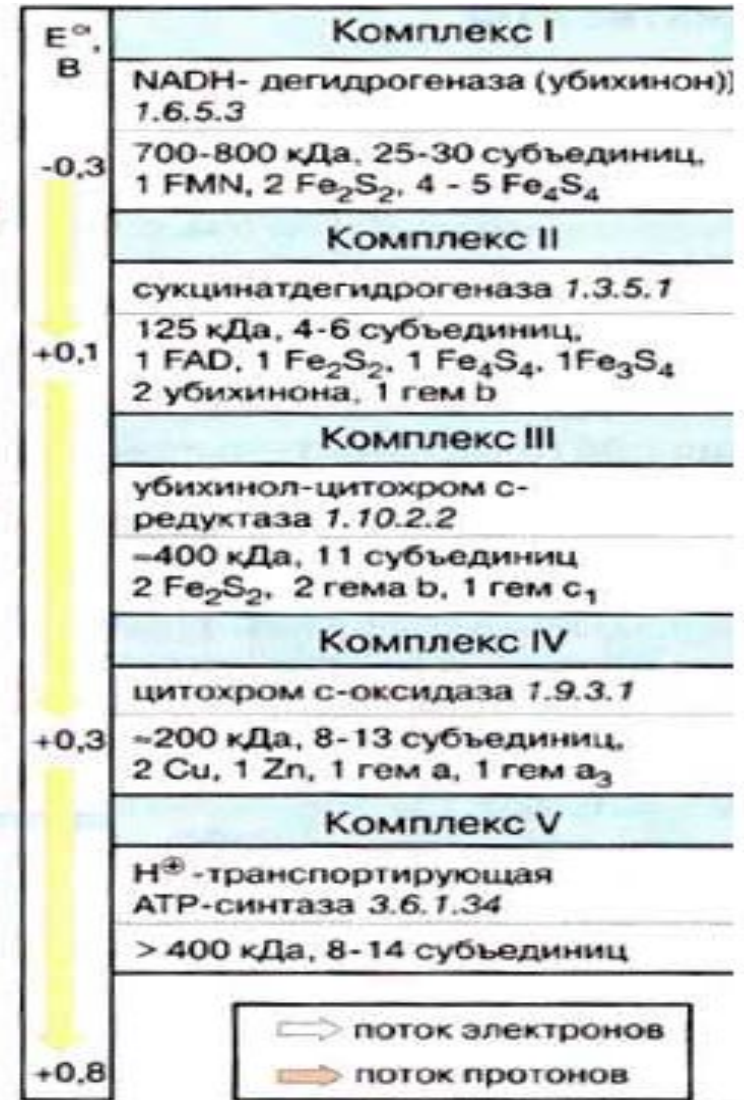 E°',
В
-0,3
+0,1
+0,3
+0,8
Комплекс I
NADH- дегидрогеназа (убихинон))
1.6.5.3
700-800 кДа, 25-30 субъединиц,
1 FMN, 2 Fe₂S₂, 4 - 5 Fe₄S₄
Комплекс II
сукцинатдегидрогеназа 1.3.5.1
125 кДа, 4-6 субъединиц,
1 FAD, 1 Fe₂S₂, 1 Fe₄S₄, 1Fe₃S₄
2 убихинона, 1 гем b
Комплекс III
убихинол-цитохром с-
редуктаза 1.10.2.2
≈400 кДа, 11 субъединиц
2 Fe₂S₂, 2 гема b, 1 гем c₁
Комплекс IV
цитохром с-оксидаза 1.9.3.1
≈200 кДа, 8-13 субъединиц,
2 Cu, 1 Zn, 1 гем a, 1 гем a₃
Комплекс V
H⊕-транспортирующая
АТР-синтаза 3.6.1.34
> 400 кДа, 8-14 субъединиц
поток электронов
поток протонов